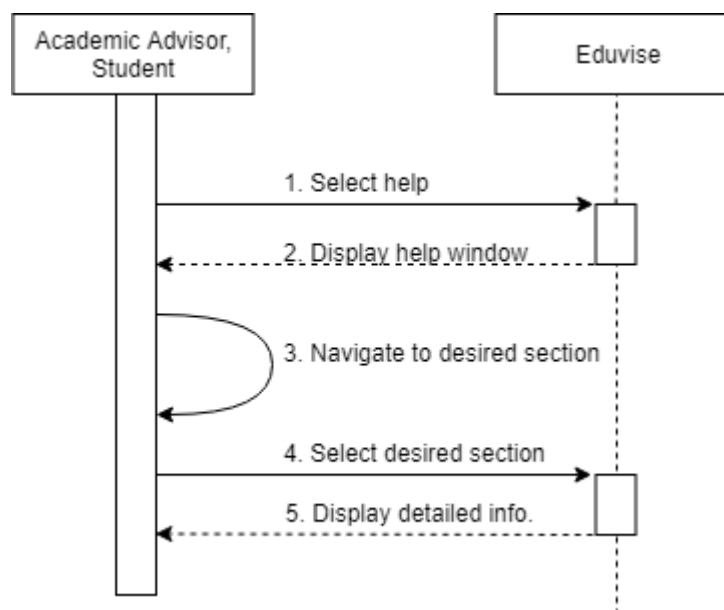 Academic Advisor,
Student
Eduvise
1. Select help
2. Display help window
3. Navigate to desired section
4. Select desired section
5. Display detailed info.